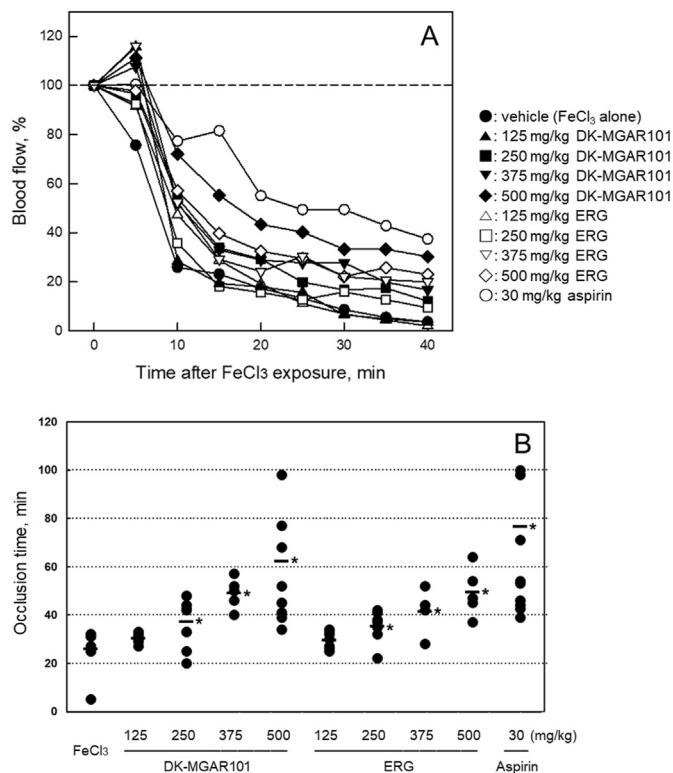 A
120
100
80
60
40
20
0
Blood flow, %
0 10 20 30 40
Time after FeCl3 exposure, min
●: vehicle (FeCl3 alone)
▲: 125 mg/kg DK-MGAR101
■: 250 mg/kg DK-MGAR101
▼: 375 mg/kg DK-MGAR101
◆: 500 mg/kg DK-MGAR101
△: 125 mg/kg ERG
□: 250 mg/kg ERG
▽: 375 mg/kg ERG
◇: 500 mg/kg ERG
○: 30 mg/kg aspirin
B
120
100
80
60
40
20
0
Occlusion time, min
* * * * * * *
125 250 375 500 125 250 375 500 30 (mg/kg)
FeCl3 DK-MGAR101 ERG Aspirin